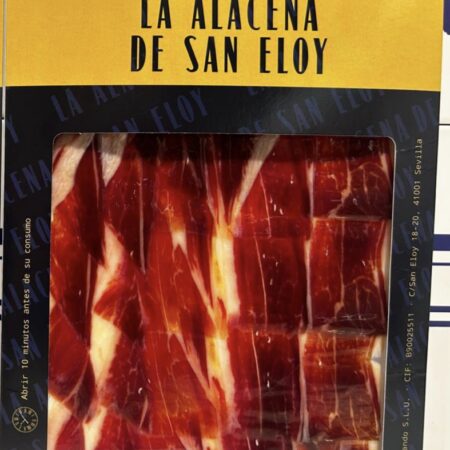 LA ALACENA
DE SAN ELOY
LA ALACENA DE SAN ELOY
Abrir 10 minutos antes de su consumo
S.L.U. - CIF: B90025511 - C/San Eloy 18-20, 41001 Sevilla